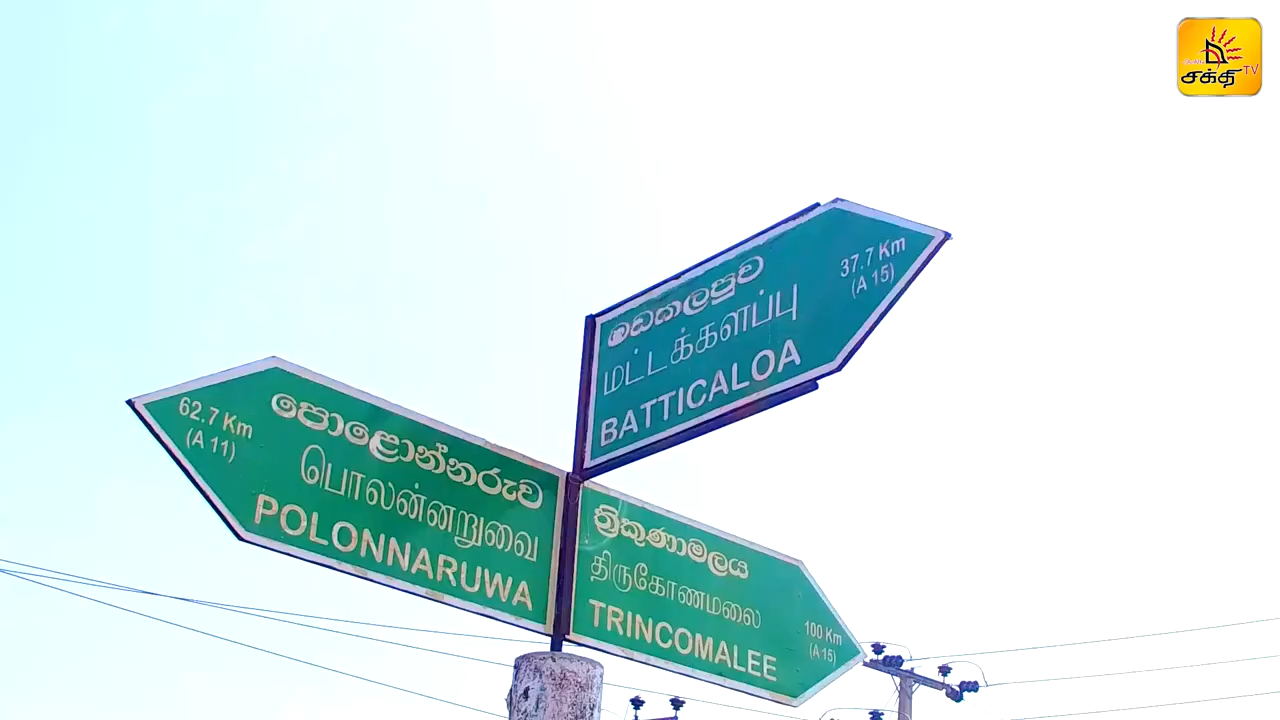 සක්ති TV
මඩකලපුව
மட்டக்களப்பு
BATTICALOA
37.7 Km
(A 15)
62.7 Km
(A 11)
පොළොන්නරුව
பொலன்னறுவை
POLONNARUWA
ත්‍රිකුණාමලය
திருகோணமலை
TRINCOMALEE
100 Km
(A 15)